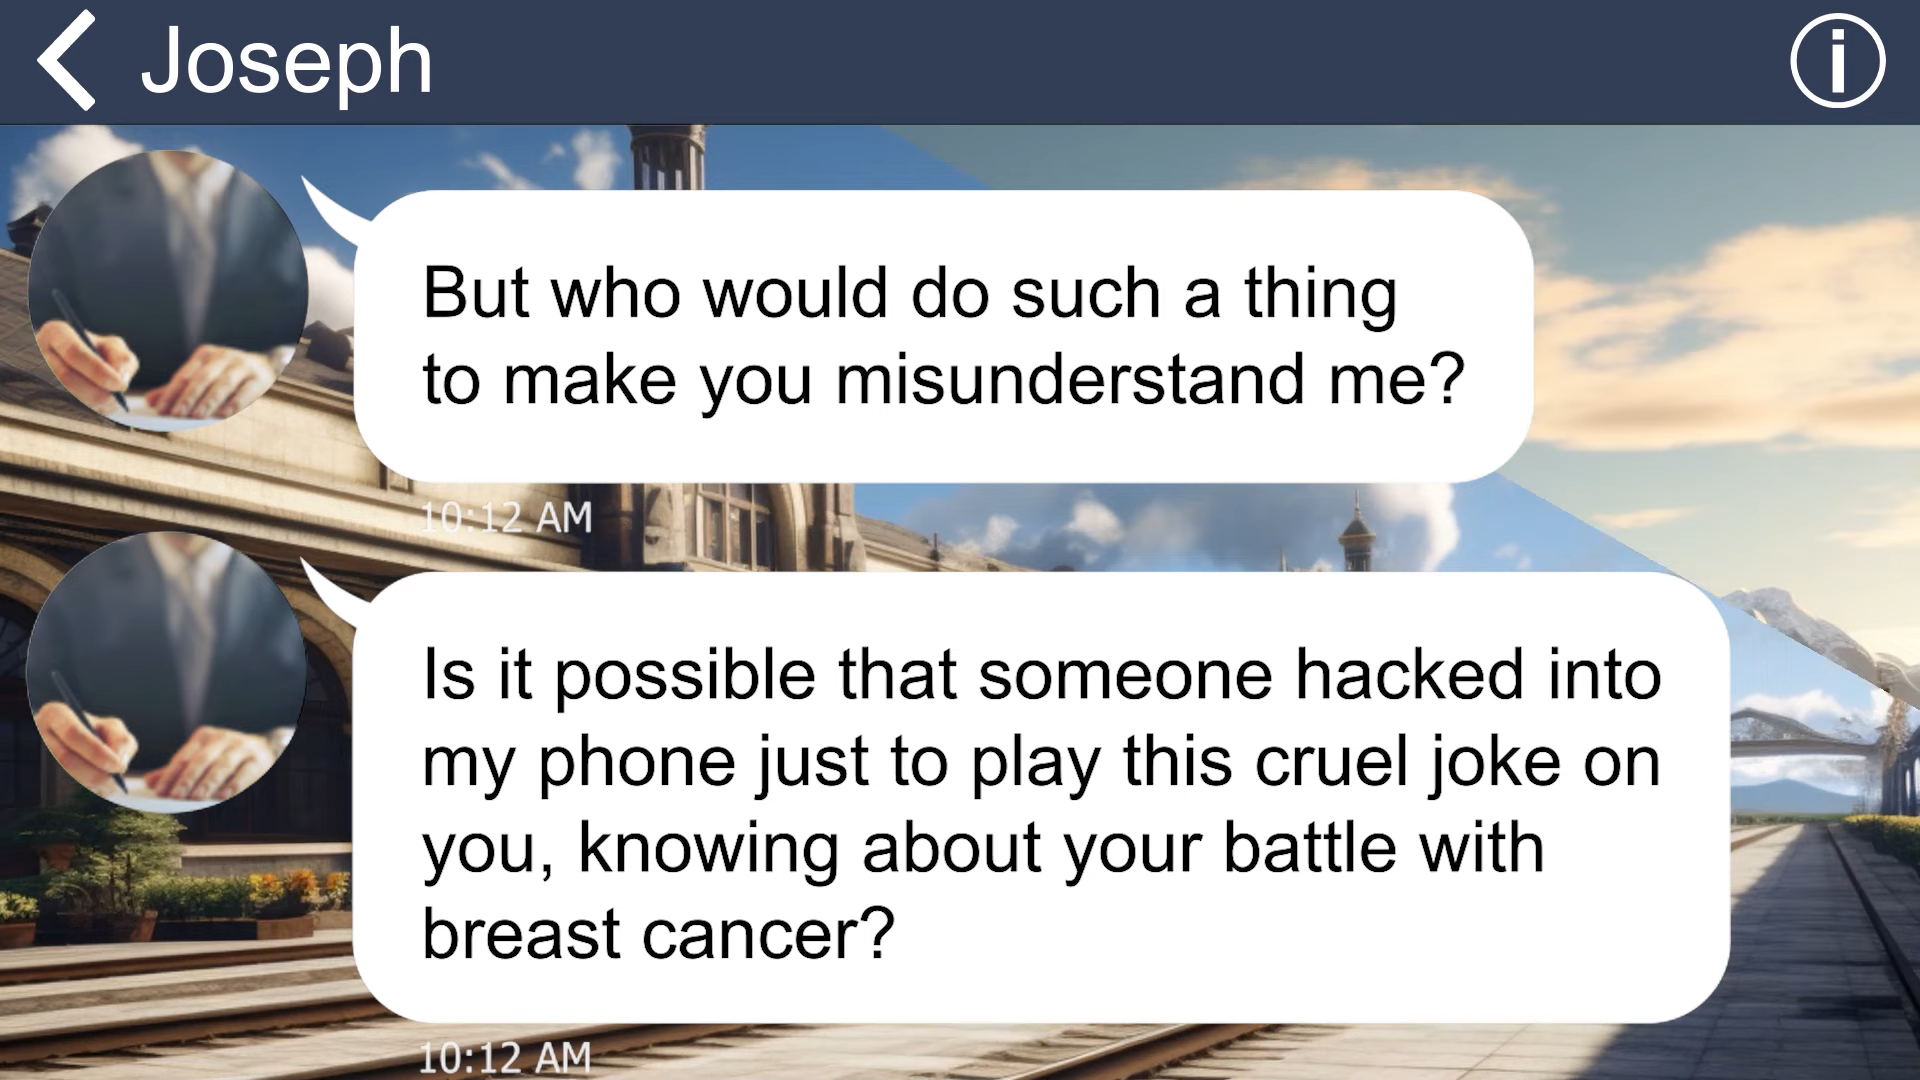 Joseph
But who would do such a thing
to make you misunderstand me?
10:12 AM
Is it possible that someone hacked into
my phone just to play this cruel joke on
you, knowing about your battle with
breast cancer?
10:12 AM